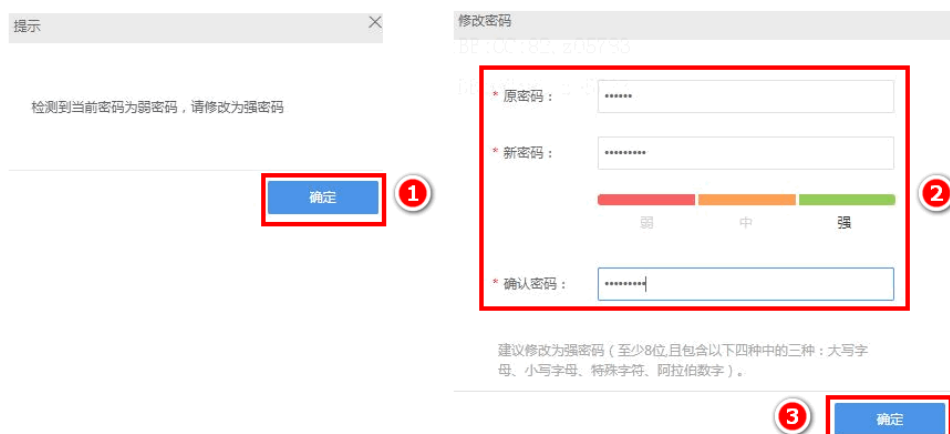 提示
检测到当前密码为弱密码，请修改为强密码
确定
1
修改密码
* 原密码：
••••••
* 新密码：
•••••••••
弱 中 强
* 确认密码：
•••••••••
2
建议修改为强密码（至少8位,且包含以下四种中的三种：大写字
母、小写字母、特殊字符、阿拉伯数字）。
3
确定